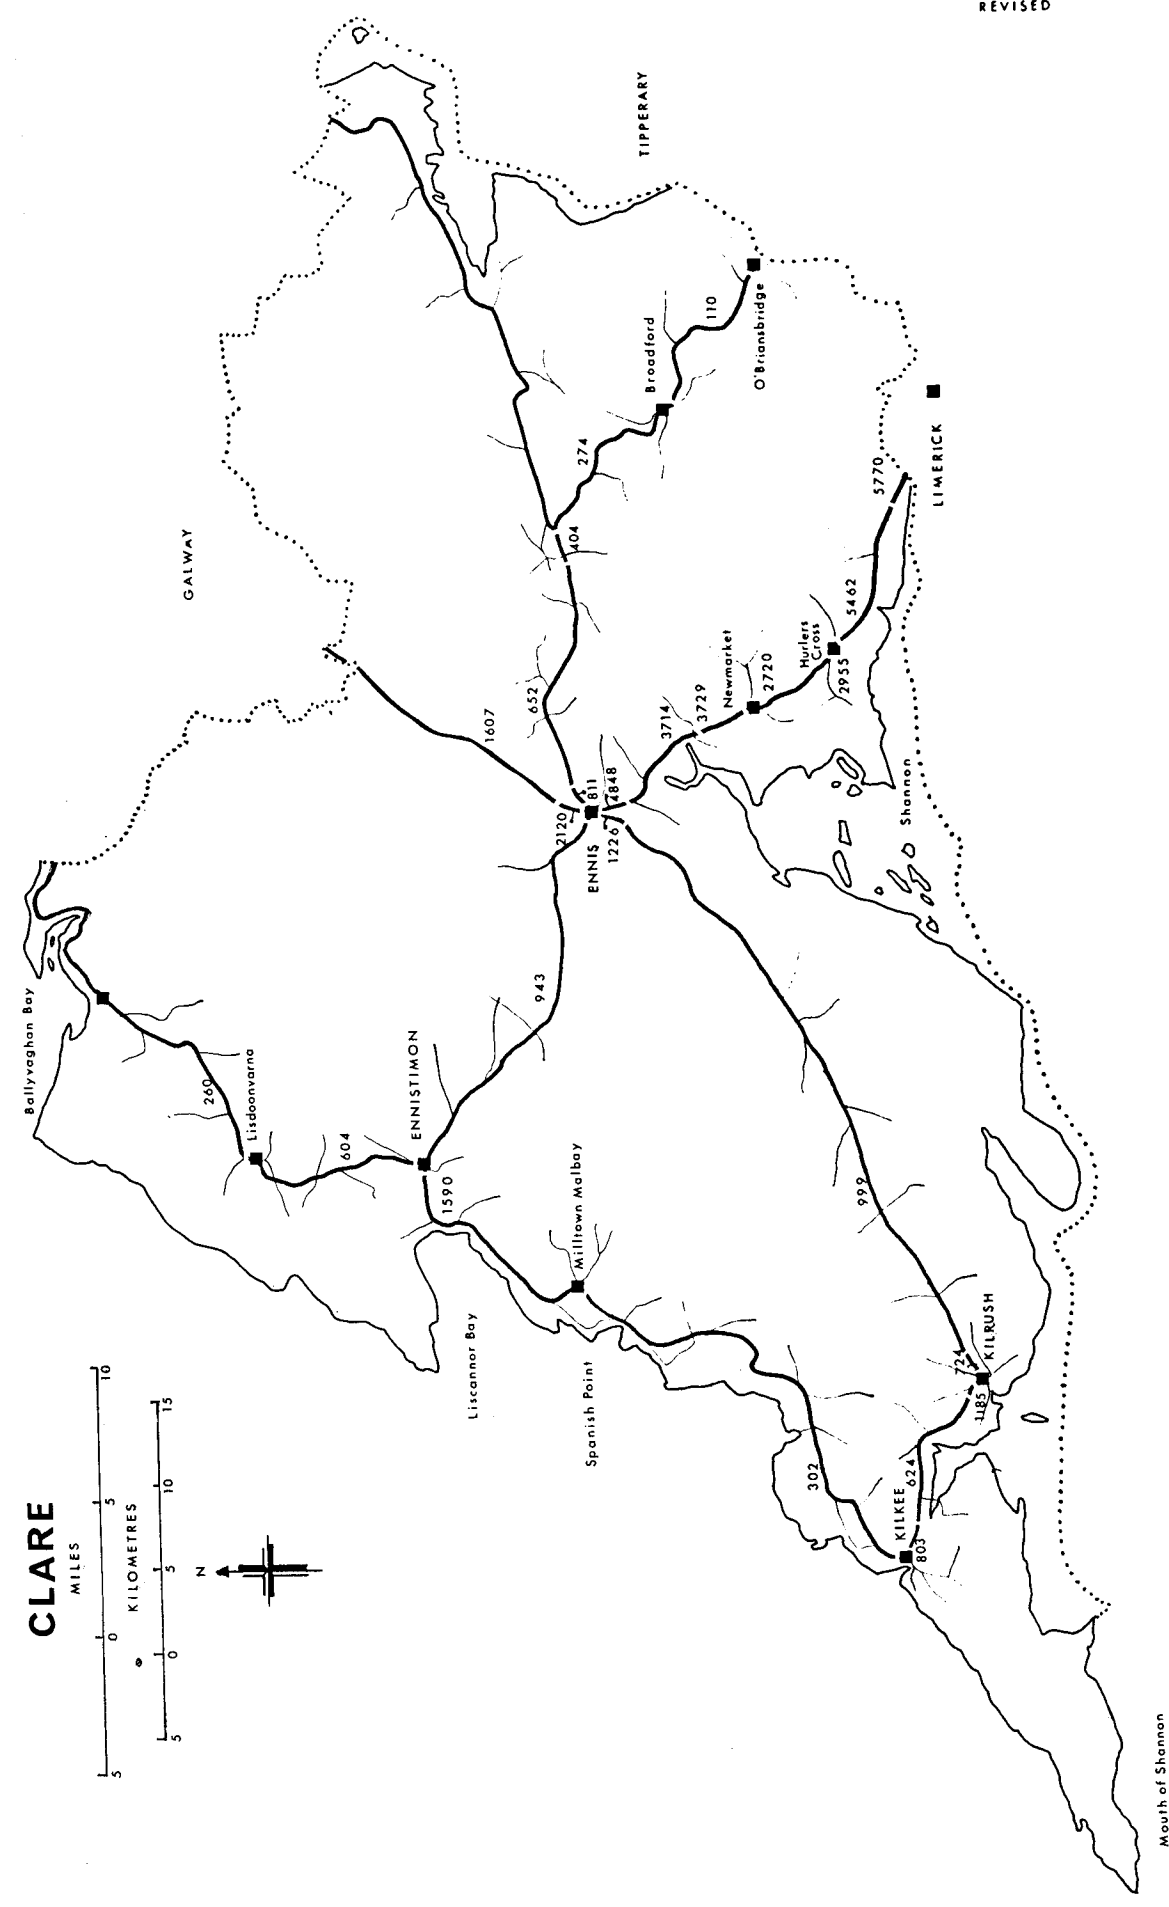 REVISED
CLARE
MILES
5
0
5
10
KILOMETRES
5
0
5
10
15
N
GALWAY
TIPPERARY
Ballyvaghan Bay
260
Lisdoonvarna
604
ENNISTIMON
1590
943
Liscannor Bay
Milltown Malbay
Spanish Point
302
KILKEE
803
624
1185
724
KILRUSH
999
ENNIS
2120
811
1226
4848
1607
652
404
274
Broadford
110
O'Briansbridge
3714
3729
Newmarket
2720
Hurlers
Cross
2955
5462
5770
LIMERICK
Shannon
Mouth of Shannon